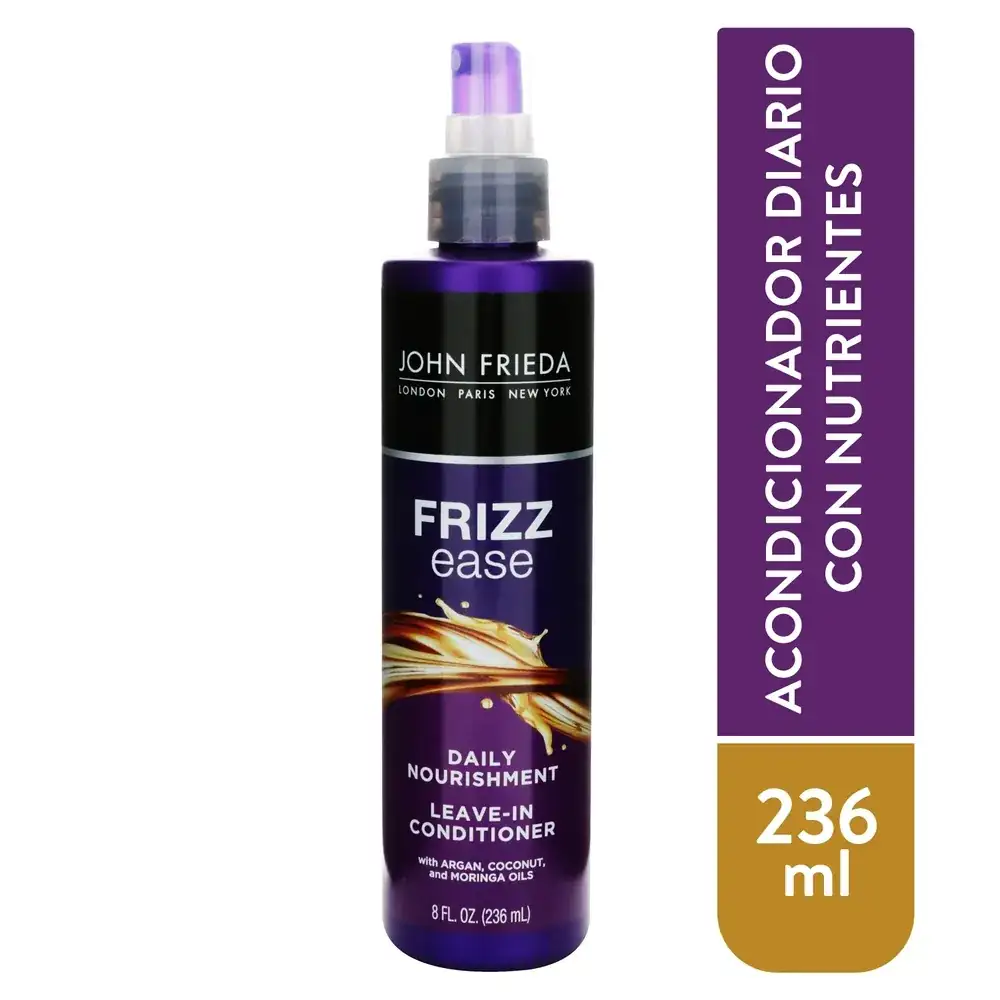 JOHN FRIEDA
LONDON PARIS NEW YORK
FRIZZ
ease
DAILY
NOURISHMENT
LEAVE-IN
CONDITIONER
with ARGAN, COCONUT,
and MORINGA OILS
8 FL. OZ. (236 mL)
ACONDICIONADOR DIARIO
CON NUTRIENTES
236
ml